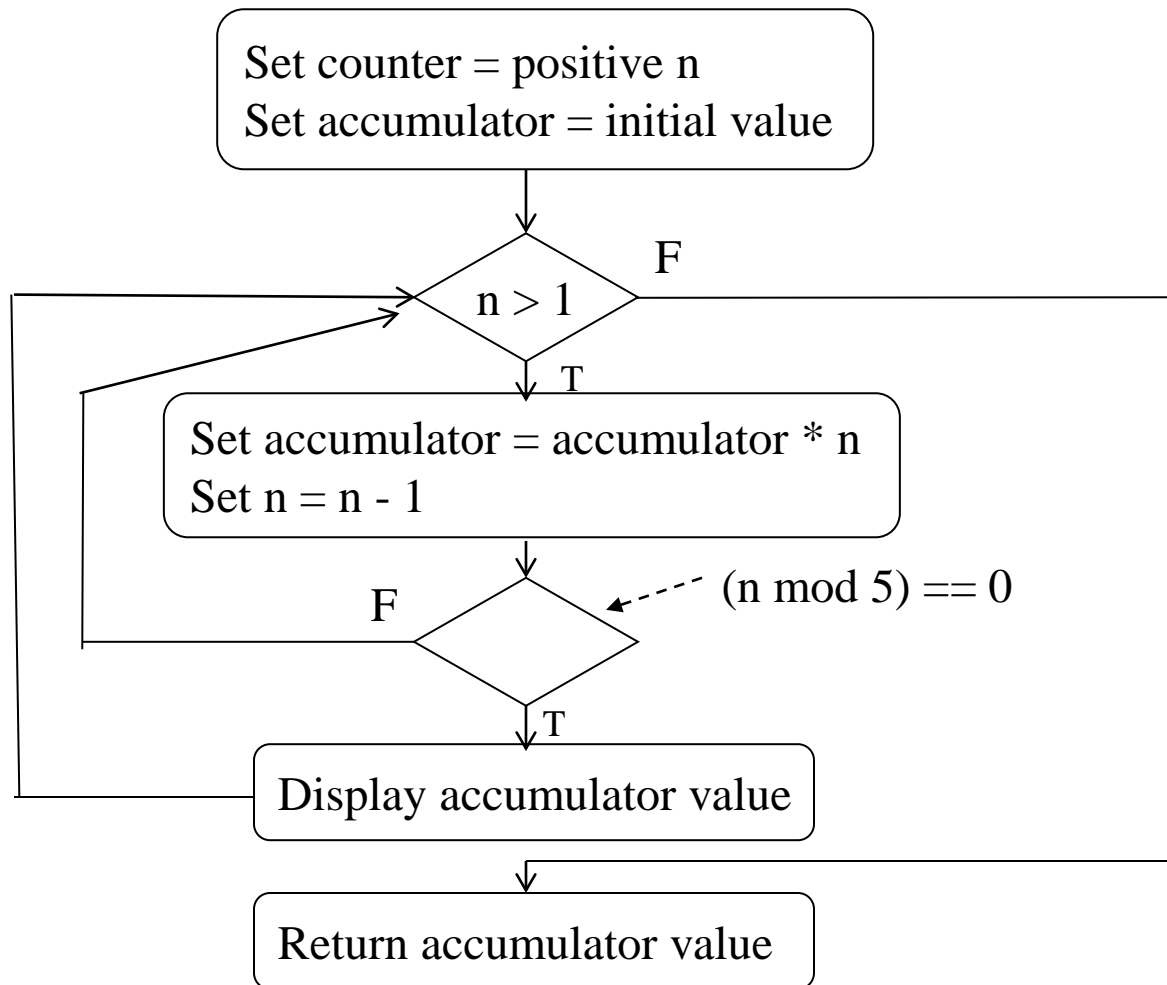 Set counter = positive n
Set accumulator = initial value
F
n > 1
T
Set accumulator = accumulator * n
Set n = n - 1
F
(n mod 5) == 0
T
Display accumulator value
Return accumulator value